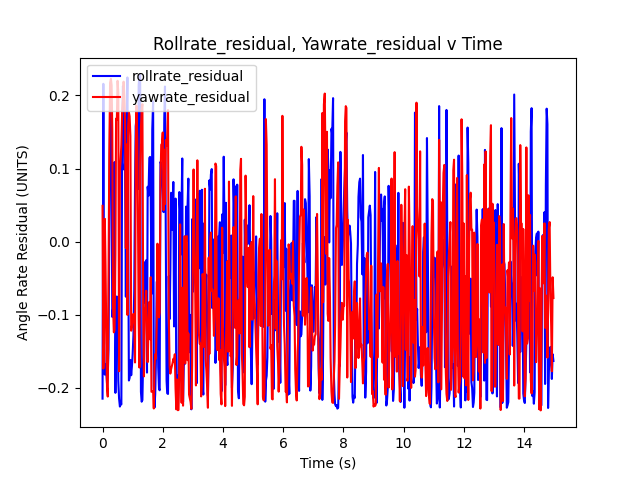 Rollrate_residual, Yawrate_residual v Time
rollrate_residual
yawrate_residual
Angle Rate Residual (UNITS)
0.2
0.1
0.0
−0.1
−0.2
0 2 4 6 8 10 12 14
Time (s)